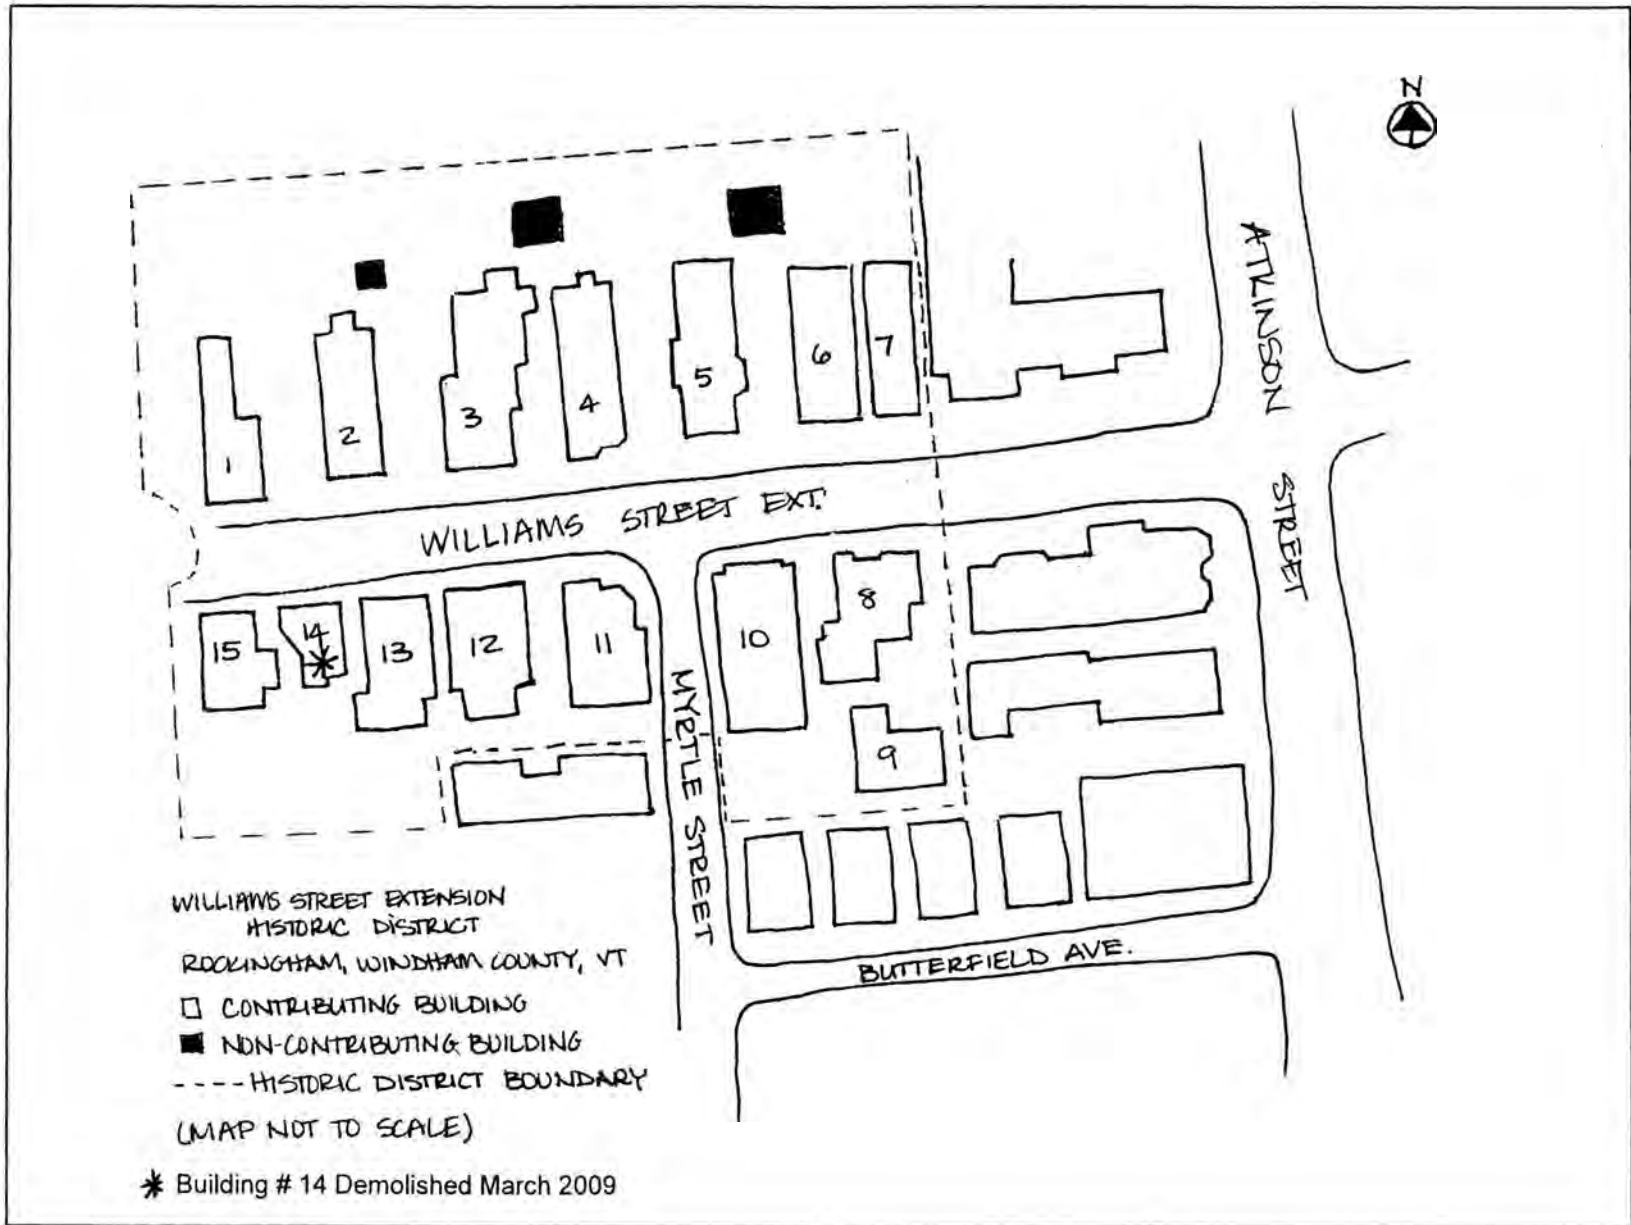 N
ATKINSON STREET
1
2
3
4
5
6
7
WILLIAMS STREET EXT.
8
9
10
11
12
13
14
15
MYRTLE STREET
BUTTERFIELD AVE.
WILLIAMS STREET EXTENSION
HISTORIC DISTRICT
ROCKINGHAM, WINDHAM COUNTY, VT
CONTRIBUTING BUILDING
NON-CONTRIBUTING BUILDING
---- HISTORIC DISTRICT BOUNDARY
(MAP NOT TO SCALE)
* Building # 14 Demolished March 2009